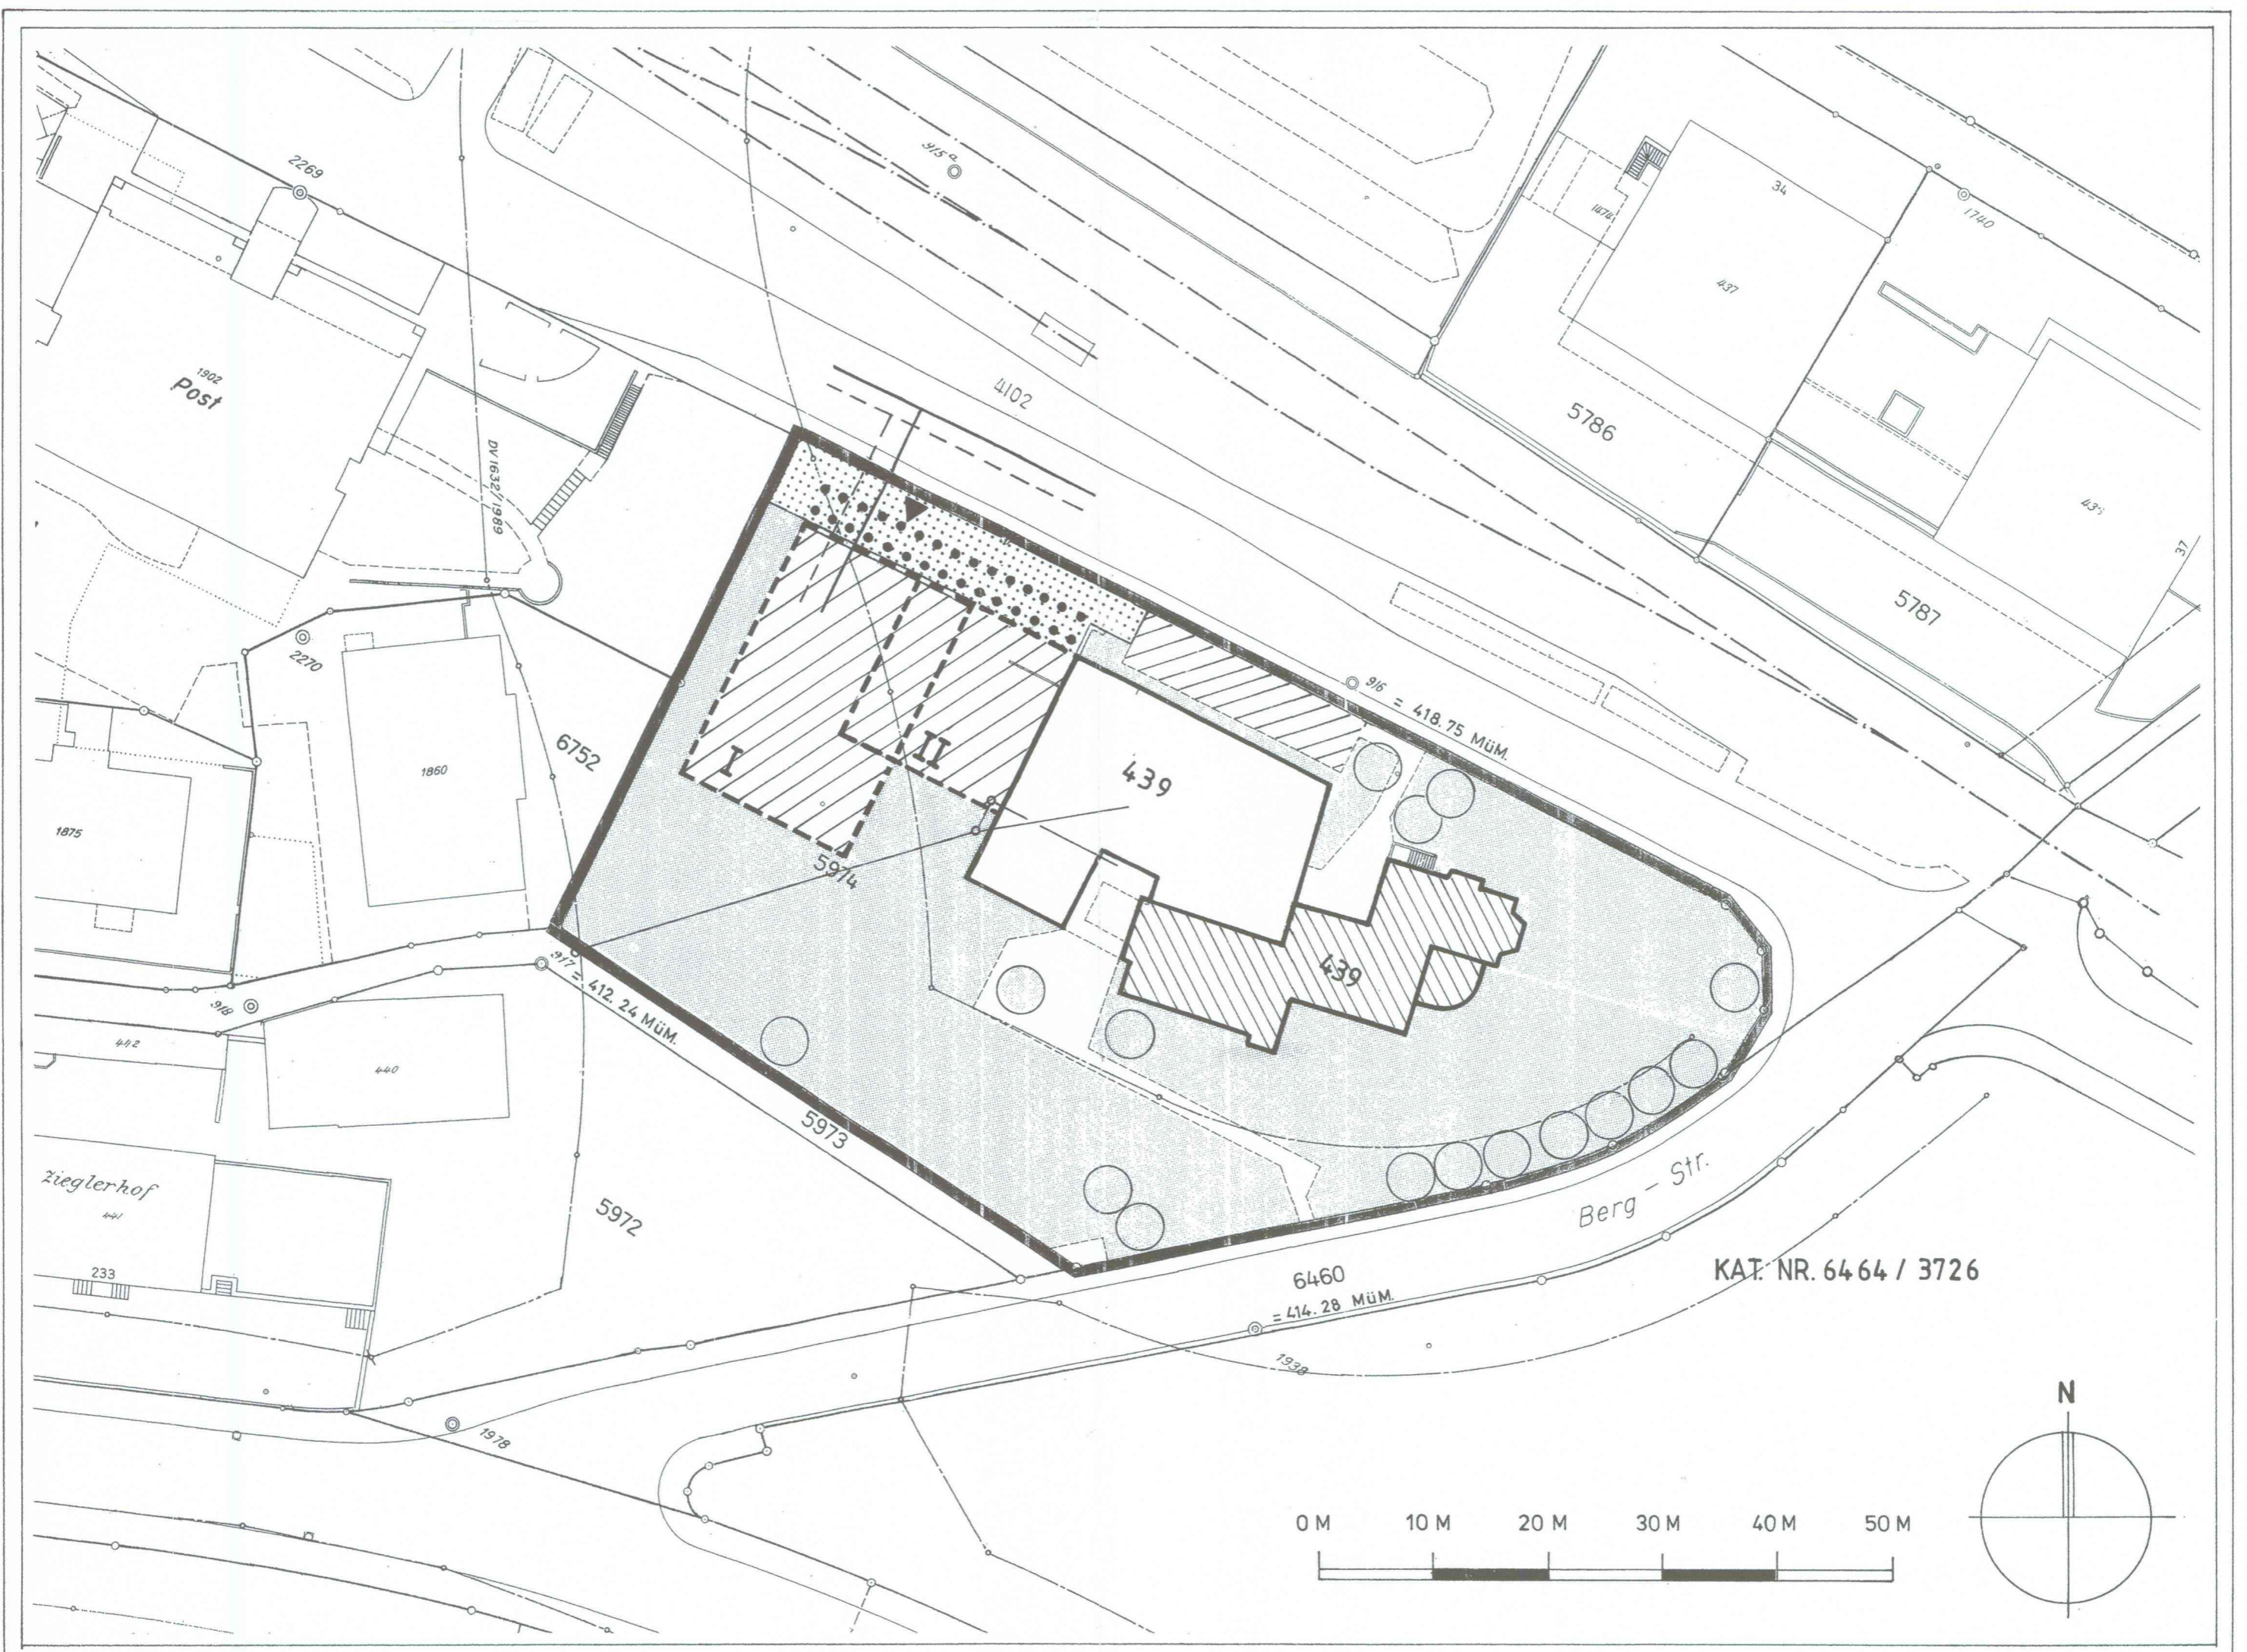 2269
915a
34
1474
1740
437
1902
Post
4102
5786
DV 1632/1989
5787
37
2270
916
= 418.75 MüM.
6752
1860
I
II
439
1875
5974
439
917
= 412.24 MüM.
918
442
440
5973
Zieglerhof
441
5972
Berg - Str.
233
6460
KAT. NR. 6464 / 3726
= 414.28 MüM.
1938
N
1978
0 M 10 M 20 M 30 M 40 M 50 M